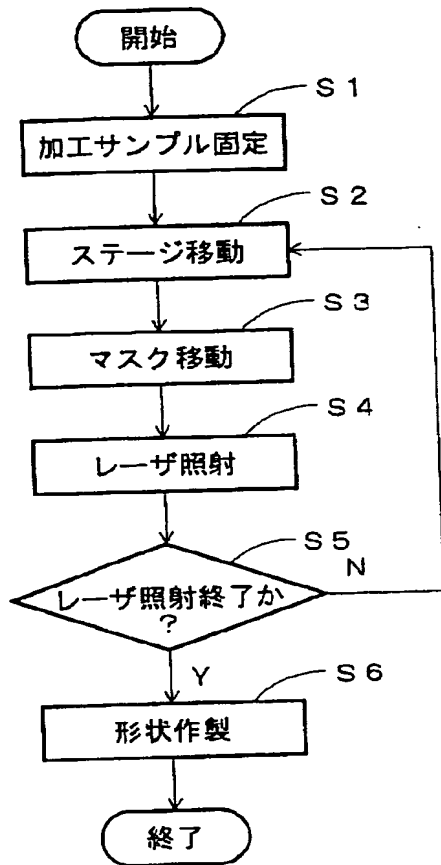 開始
S1
加工サンプル固定
S2
ステージ移動
S3
マスク移動
S4
レーザ照射
S5
レーザ照射終了か
?
N
Y
S6
形状作製
終了